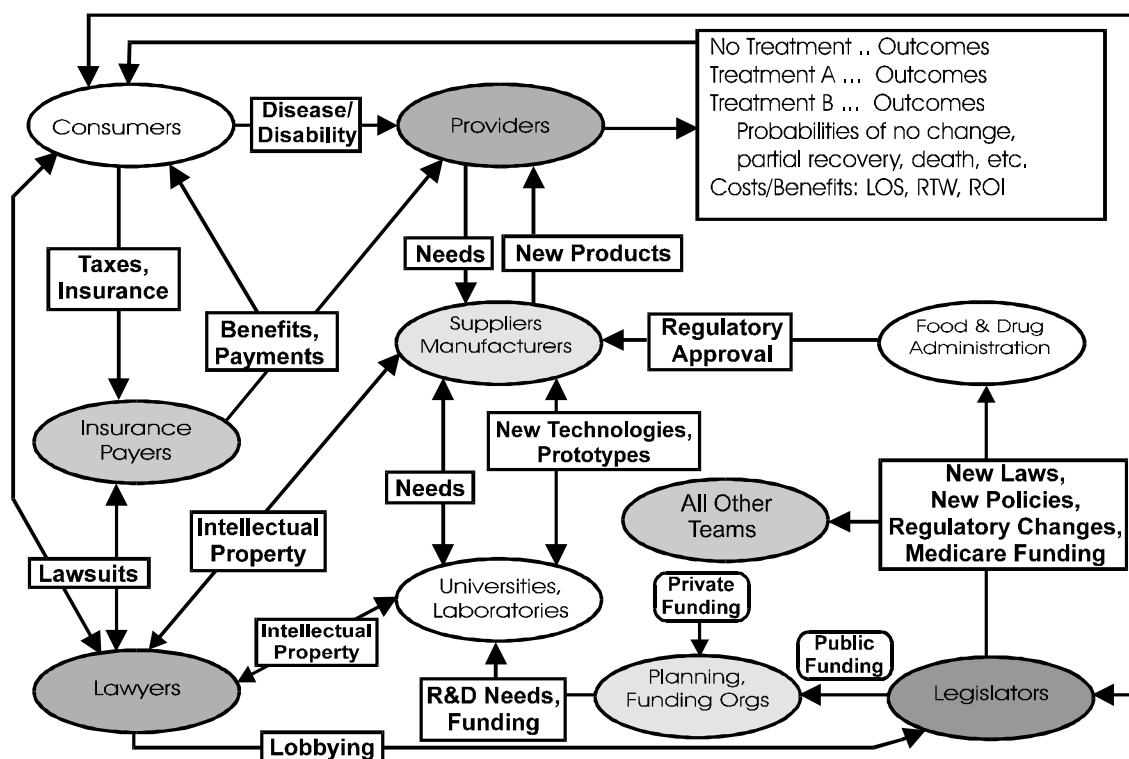 No Treatment .. Outcomes
Treatment A ... Outcomes
Treatment B ... Outcomes
Probabilities of no change,
partial recovery, death, etc.
Costs/Benefits: LOS, RTW, ROI
Consumers
Disease/
Disability
Providers
Taxes,
Insurance
Needs
New Products
Benefits,
Payments
Suppliers
Manufacturers
Regulatory
Approval
Food & Drug
Administration
Insurance
Payers
New Technologies,
Prototypes
Needs
New Laws,
New Policies,
Regulatory Changes,
Medicare Funding
All Other
Teams
Intellectual
Property
Lawsuits
Universities,
Laboratories
Private
Funding
Intellectual
Property
Public
Funding
Lawyers
R&D Needs,
Funding
Planning,
Funding Orgs
Legislators
Lobbying